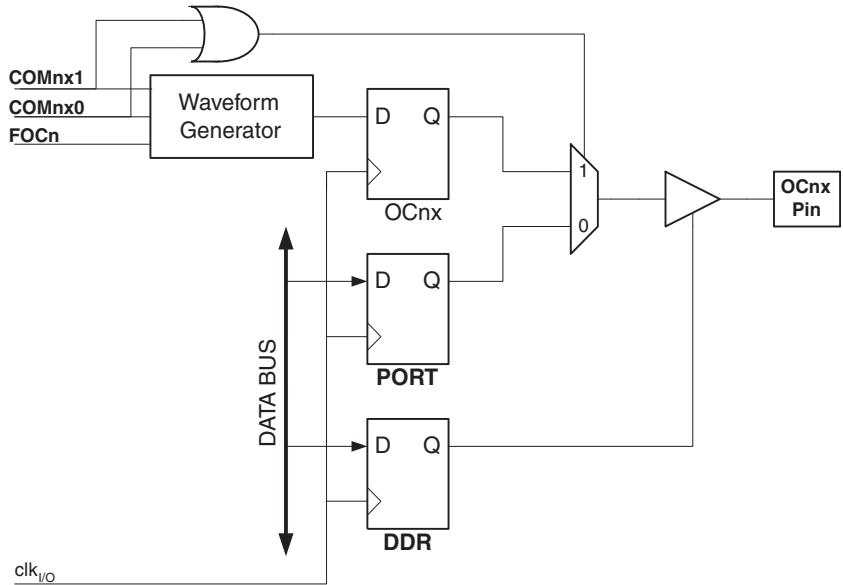 COMnx1
COMnx0
FOCn
Waveform
Generator
D Q
OCnx
1
0
OCnx
Pin
D Q
PORT
DATA BUS
D Q
DDR
clkI/O